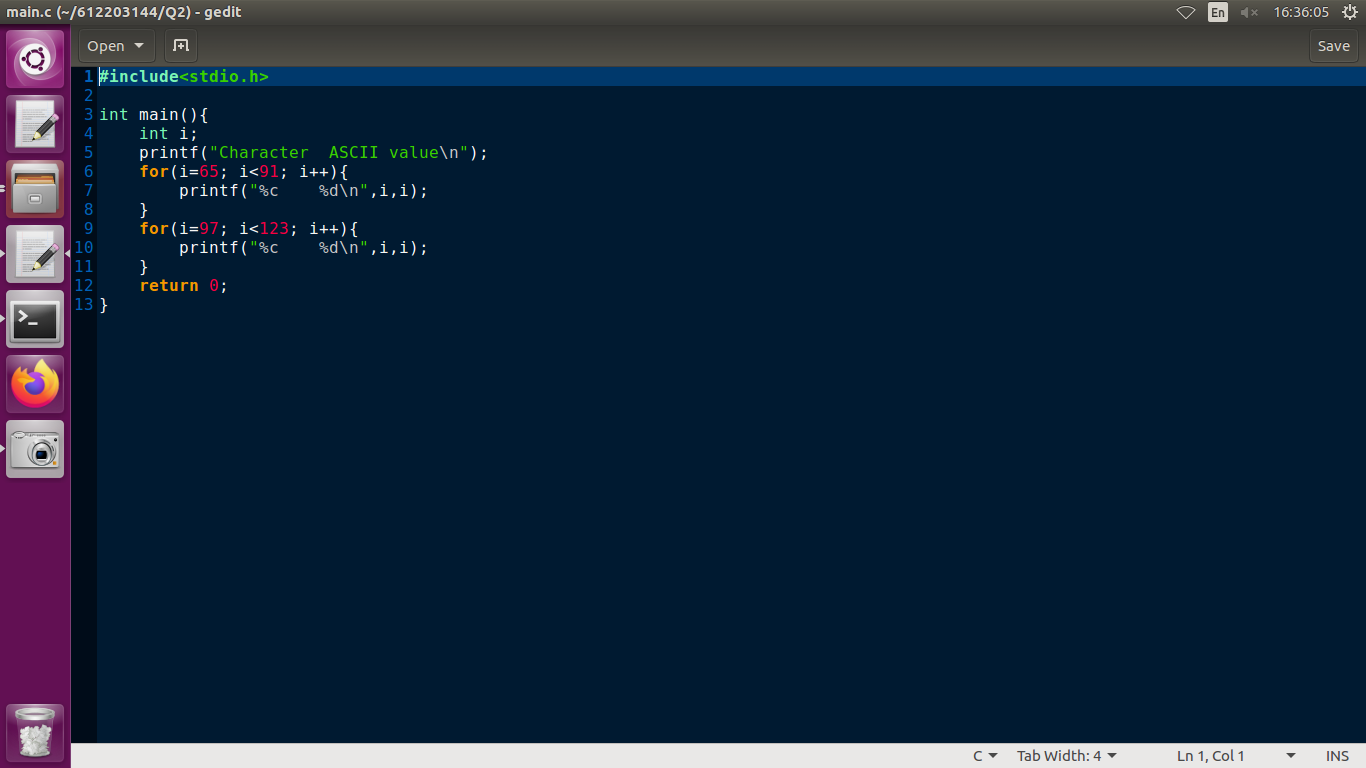 main.c (~/612203144/Q2) - gedit
En
16:36:05
Open
Save
1 #include<stdio.h>
2
3 int main(){
4     int i;
5     printf("Character  ASCII value\n");
6     for(i=65; i<91; i++){
7         printf("%c    %d\n",i,i);
8     }
9     for(i=97; i<123; i++){
10         printf("%c    %d\n",i,i);
11     }
12     return 0;
13 }
C
Tab Width: 4
Ln 1, Col 1
INS